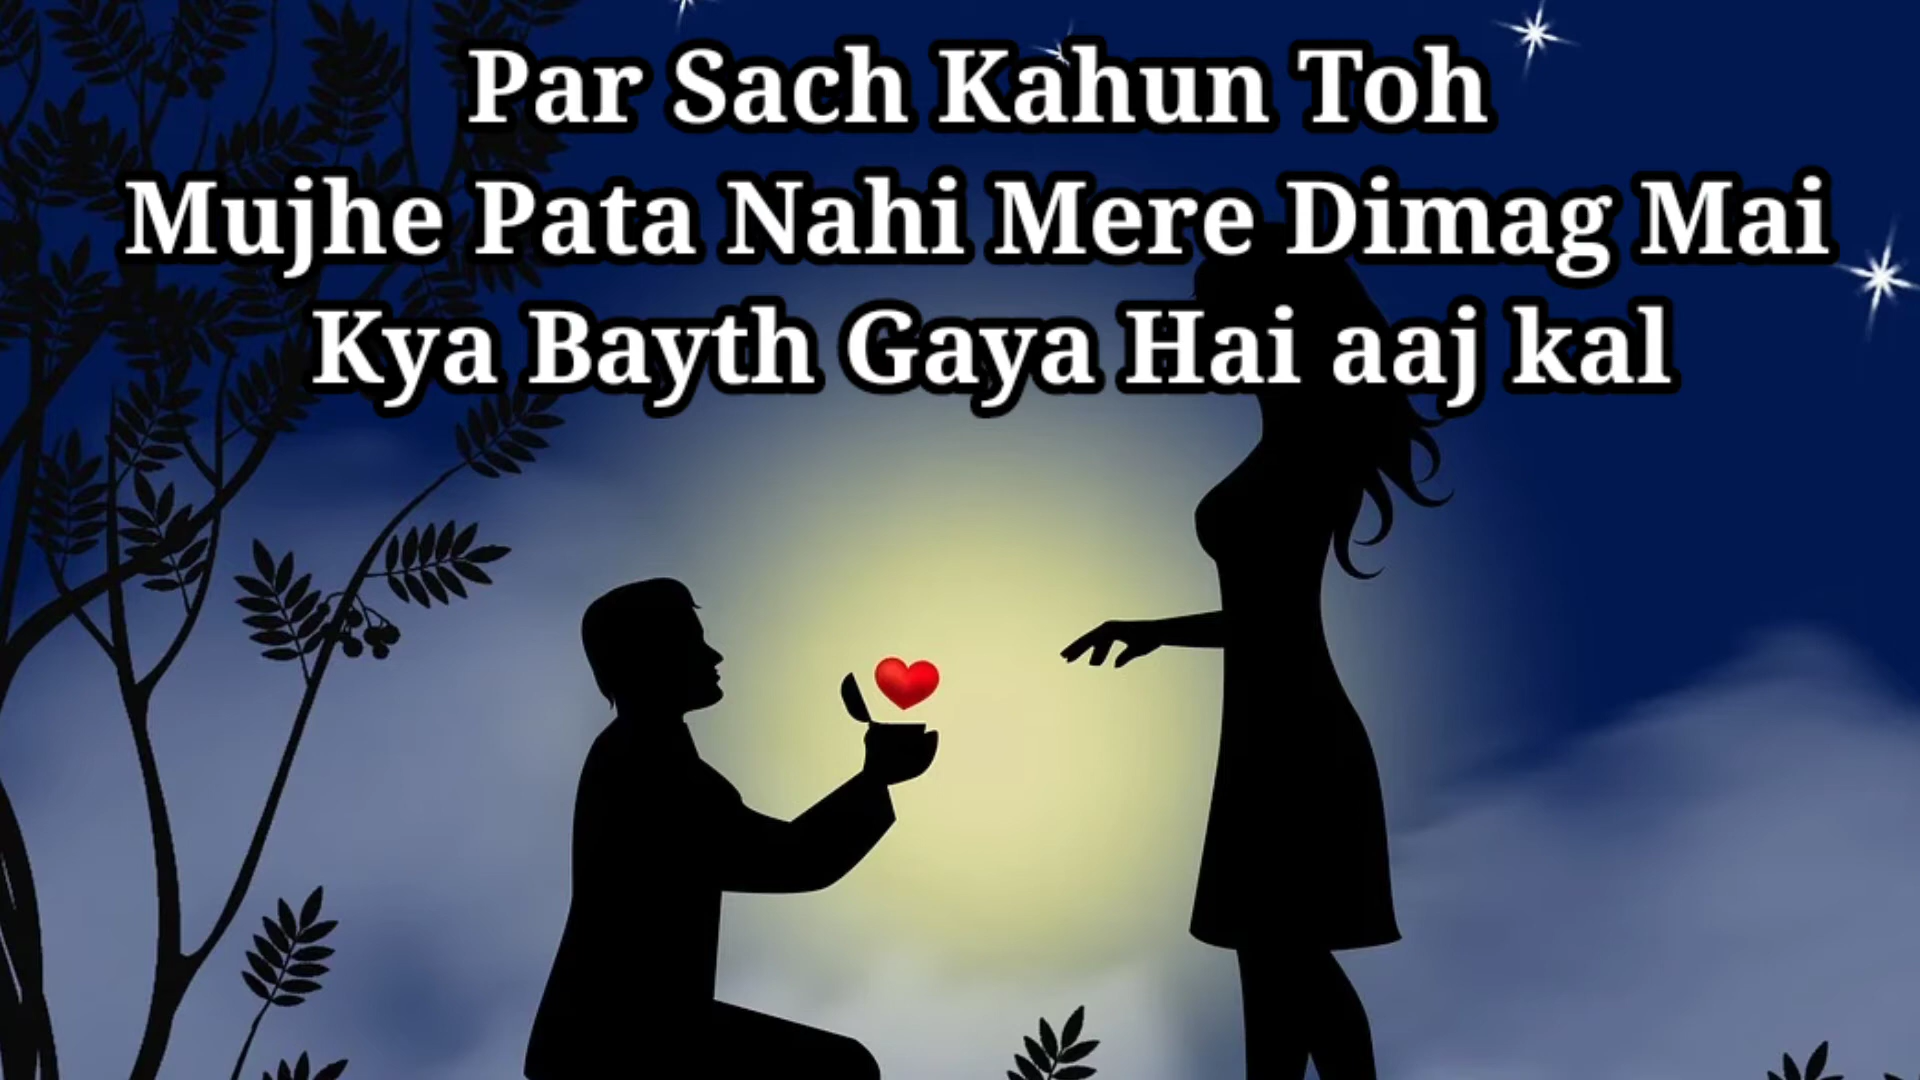 Par Sach Kahun Toh
Mujhe Pata Nahi Mere Dimag Mai
Kya Bayth Gaya Hai aaj kal